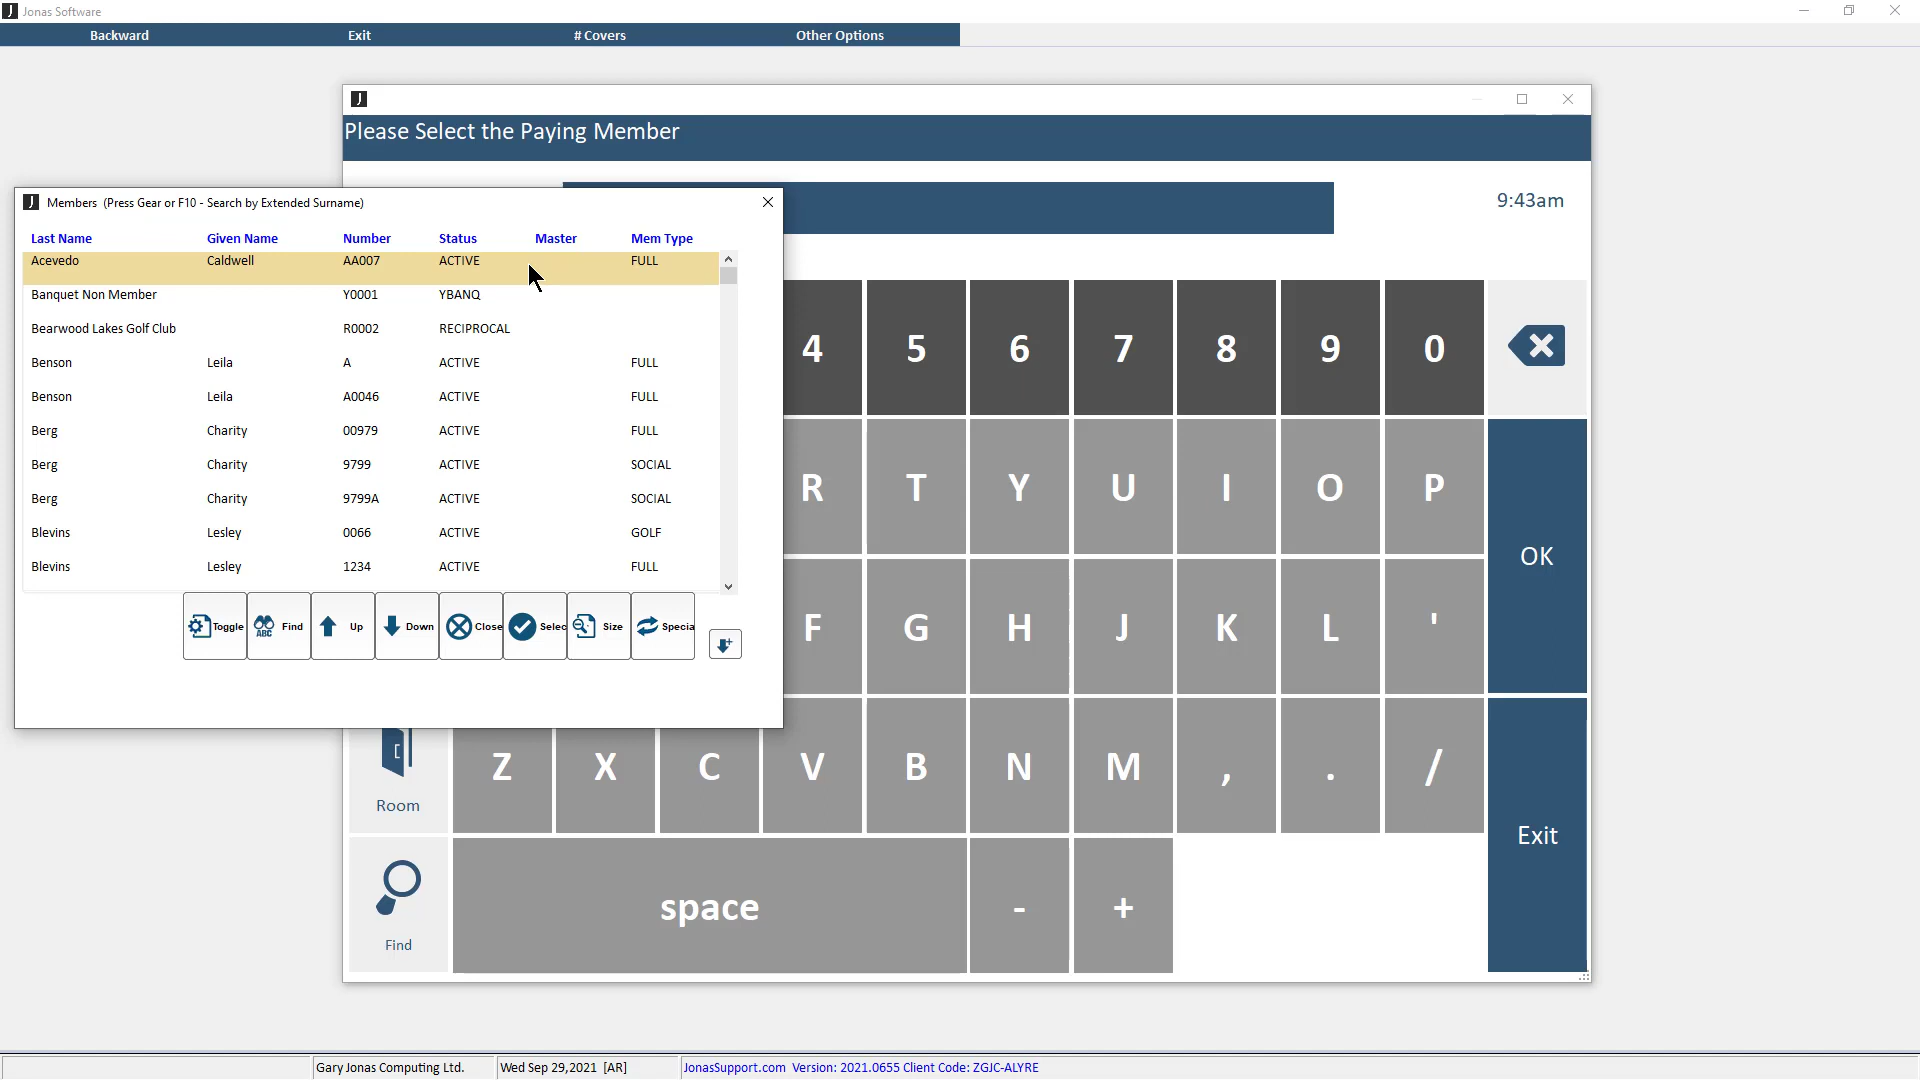 Jonas Software
Backward Exit # Covers Other Options
Please Select the Paying Member
9:43am
Members (Press Gear or F10 - Search by Extended Surname)
Last Name Given Name Number Status Master Mem Type
Acevedo Caldwell AA007 ACTIVE FULL
Banquet Non Member Y0001 YBANQ
Bearwood Lakes Golf Club R0002 RECIPROCAL
Benson Leila A ACTIVE FULL
Benson Leila A0046 ACTIVE FULL
Berg Charity 00979 ACTIVE FULL
Berg Charity 9799 ACTIVE SOCIAL
Berg Charity 9799A ACTIVE SOCIAL
Blevins Lesley 0066 ACTIVE GOLF
Blevins Lesley 1234 ACTIVE FULL
Toggle Find Up Down Close Selec Size Specia
ABC
4 5 6 7 8 9 0
R T Y U I O P
OK
F G H J K L '
Z X C V B N M , . /
Room
Exit
space - +
Find
Gary Jonas Computing Ltd. Wed Sep 29,2021 [AR] JonasSupport.com Version: 2021.0655 Client Code: ZGJC-ALYRE